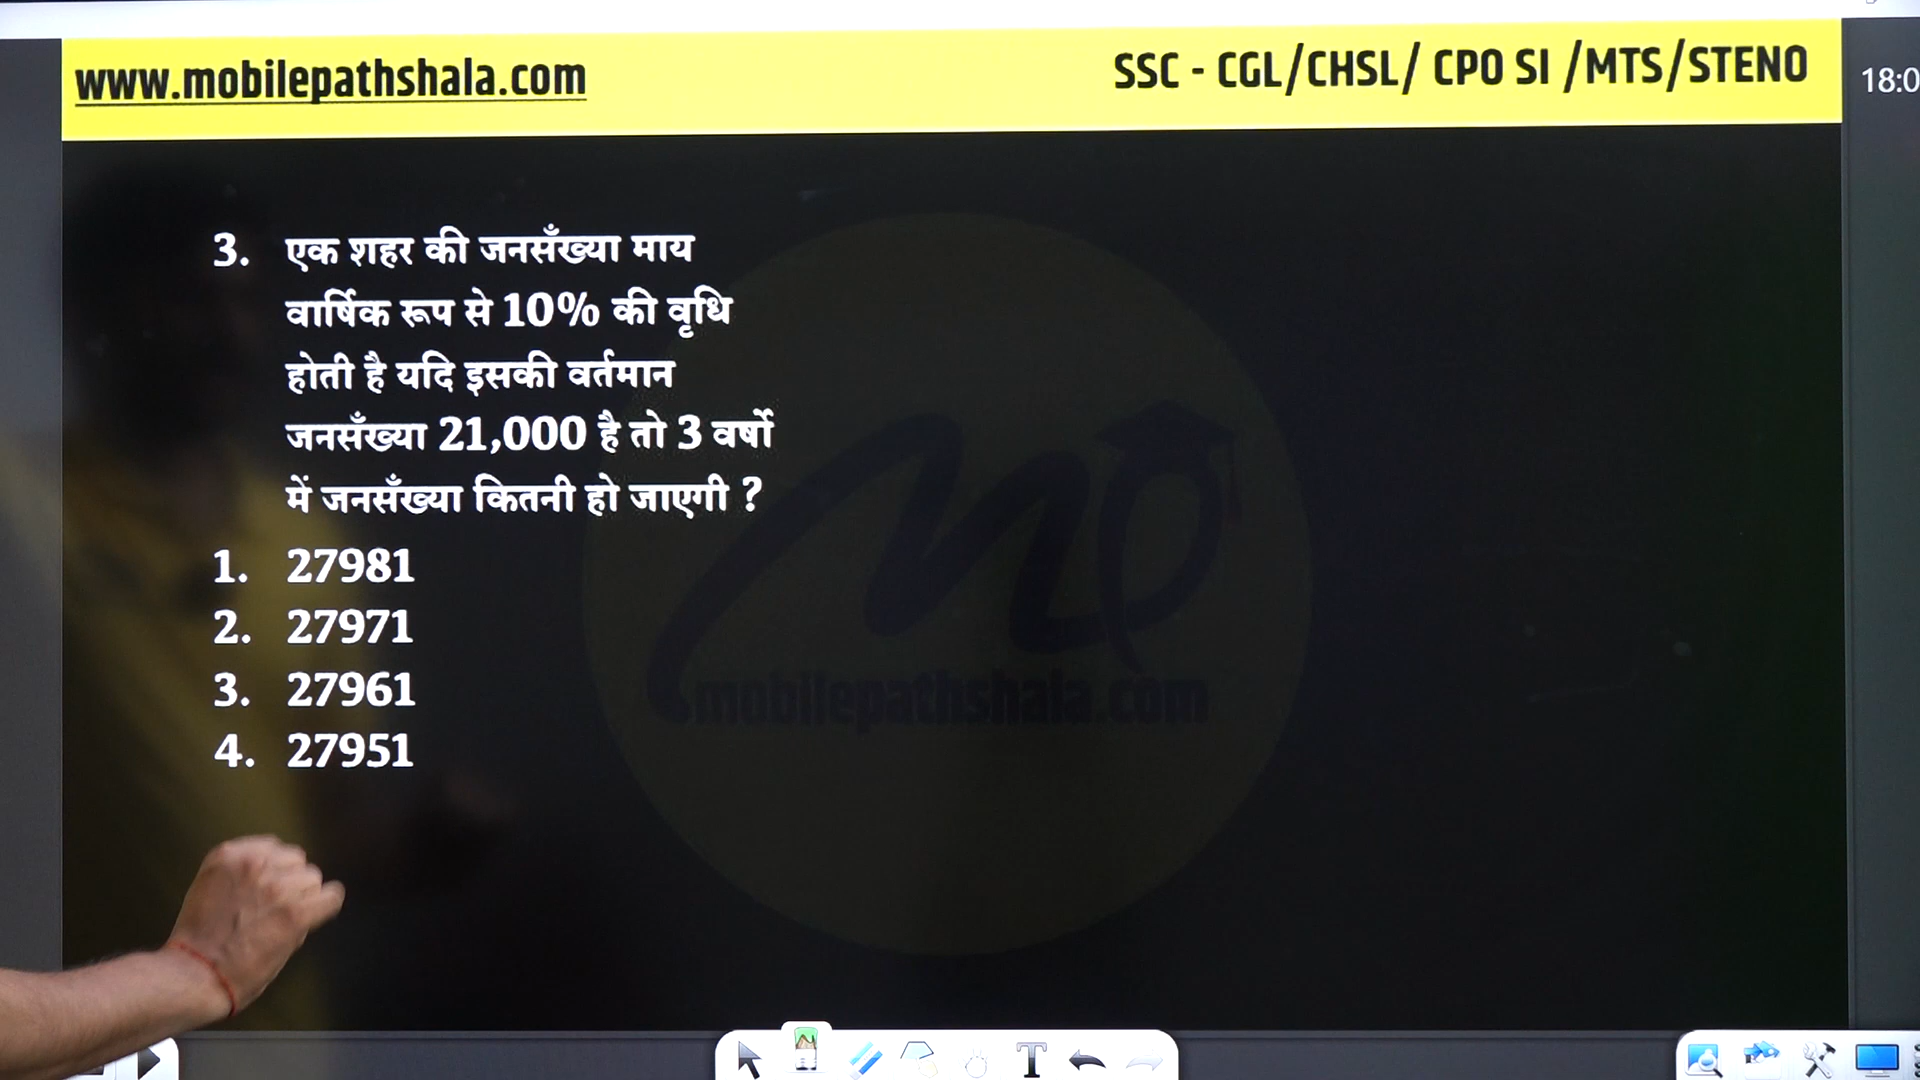 www.mobilepathshala.com
SSC - CGL/CHSL/ CPO SI /MTS/STENO
18:0
3. एक शहर की जनसँख्या माय
वार्षिक रूप से 10% की वृधि
होती है यदि इसकी वर्तमान
जनसँख्या 21,000 है तो 3 वर्षो
में जनसँख्या कितनी हो जाएगी ?
1. 27981
2. 27971
3. 27961
4. 27951
mobilepathshala.com